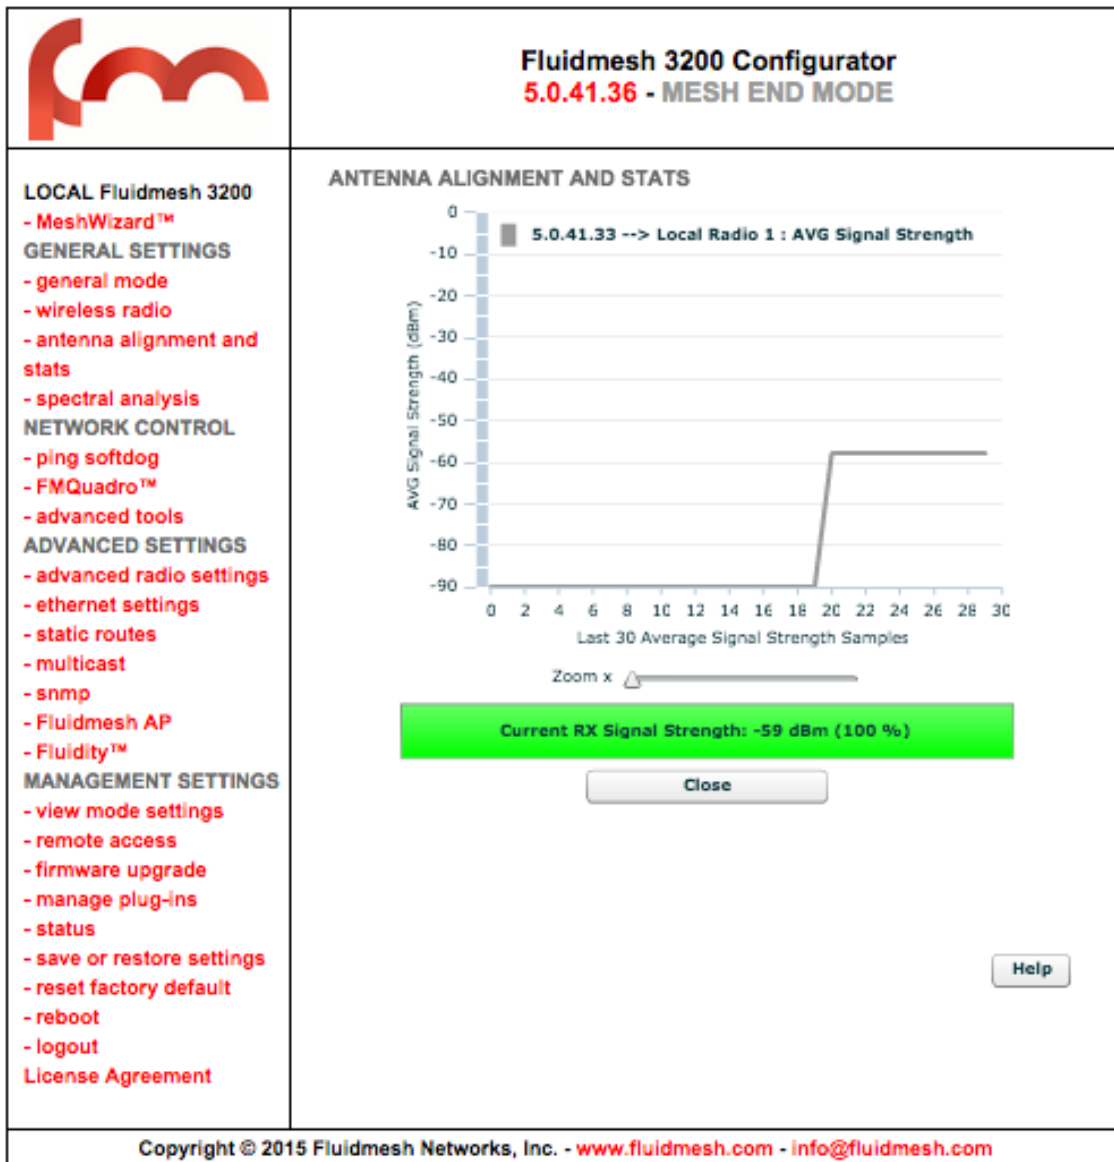 fm
Fluidmesh 3200 Configurator
5.0.41.36 - MESH END MODE
LOCAL Fluidmesh 3200
- MeshWizard™
GENERAL SETTINGS
- general mode
- wireless radio
- antenna alignment and
stats
- spectral analysis
NETWORK CONTROL
- ping softdog
- FMQuadro™
- advanced tools
ADVANCED SETTINGS
- advanced radio settings
- ethernet settings
- static routes
- multicast
- snmp
- Fluidmesh AP
- Fluidity™
MANAGEMENT SETTINGS
- view mode settings
- remote access
- firmware upgrade
- manage plug-ins
- status
- save or restore settings
- reset factory default
- reboot
- logout
License Agreement
ANTENNA ALIGNMENT AND STATS
5.0.41.33 --> Local Radio 1 : AVG Signal Strength
AVG Signal Strength (dBm)
0
-10
-20
-30
-40
-50
-60
-70
-80
-90
0 2 4 6 8 10 12 14 16 18 20 22 24 26 28 30
Last 30 Average Signal Strength Samples
Zoom x
Current RX Signal Strength: -59 dBm (100 %)
Close
Help
Copyright © 2015 Fluidmesh Networks, Inc. - www.fluidmesh.com - info@fluidmesh.com